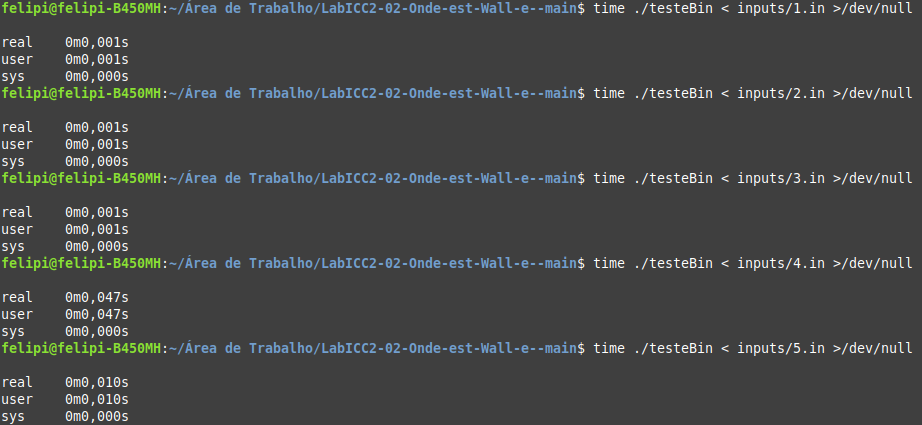 felipi@felipi-B450MH:~/Área de Trabalho/LabICC2-02-Onde-est-Wall-e--main$ time ./testeBin < inputs/1.in >/dev/null
real    0m0,001s
user    0m0,001s
sys     0m0,000s
felipi@felipi-B450MH:~/Área de Trabalho/LabICC2-02-Onde-est-Wall-e--main$ time ./testeBin < inputs/2.in >/dev/null
real    0m0,001s
user    0m0,001s
sys     0m0,000s
felipi@felipi-B450MH:~/Área de Trabalho/LabICC2-02-Onde-est-Wall-e--main$ time ./testeBin < inputs/3.in >/dev/null
real    0m0,001s
user    0m0,001s
sys     0m0,000s
felipi@felipi-B450MH:~/Área de Trabalho/LabICC2-02-Onde-est-Wall-e--main$ time ./testeBin < inputs/4.in >/dev/null
real    0m0,047s
user    0m0,047s
sys     0m0,000s
felipi@felipi-B450MH:~/Área de Trabalho/LabICC2-02-Onde-est-Wall-e--main$ time ./testeBin < inputs/5.in >/dev/null
real    0m0,010s
user    0m0,010s
sys     0m0,000s